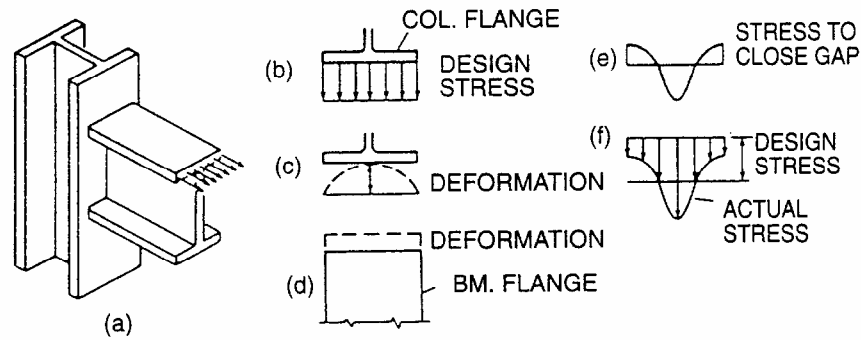 (a)
(b)
COL. FLANGE
DESIGN
STRESS
(c)
DEFORMATION
DEFORMATION
(d)
BM. FLANGE
(e)
STRESS TO
CLOSE GAP
(f)
DESIGN
STRESS
ACTUAL
STRESS